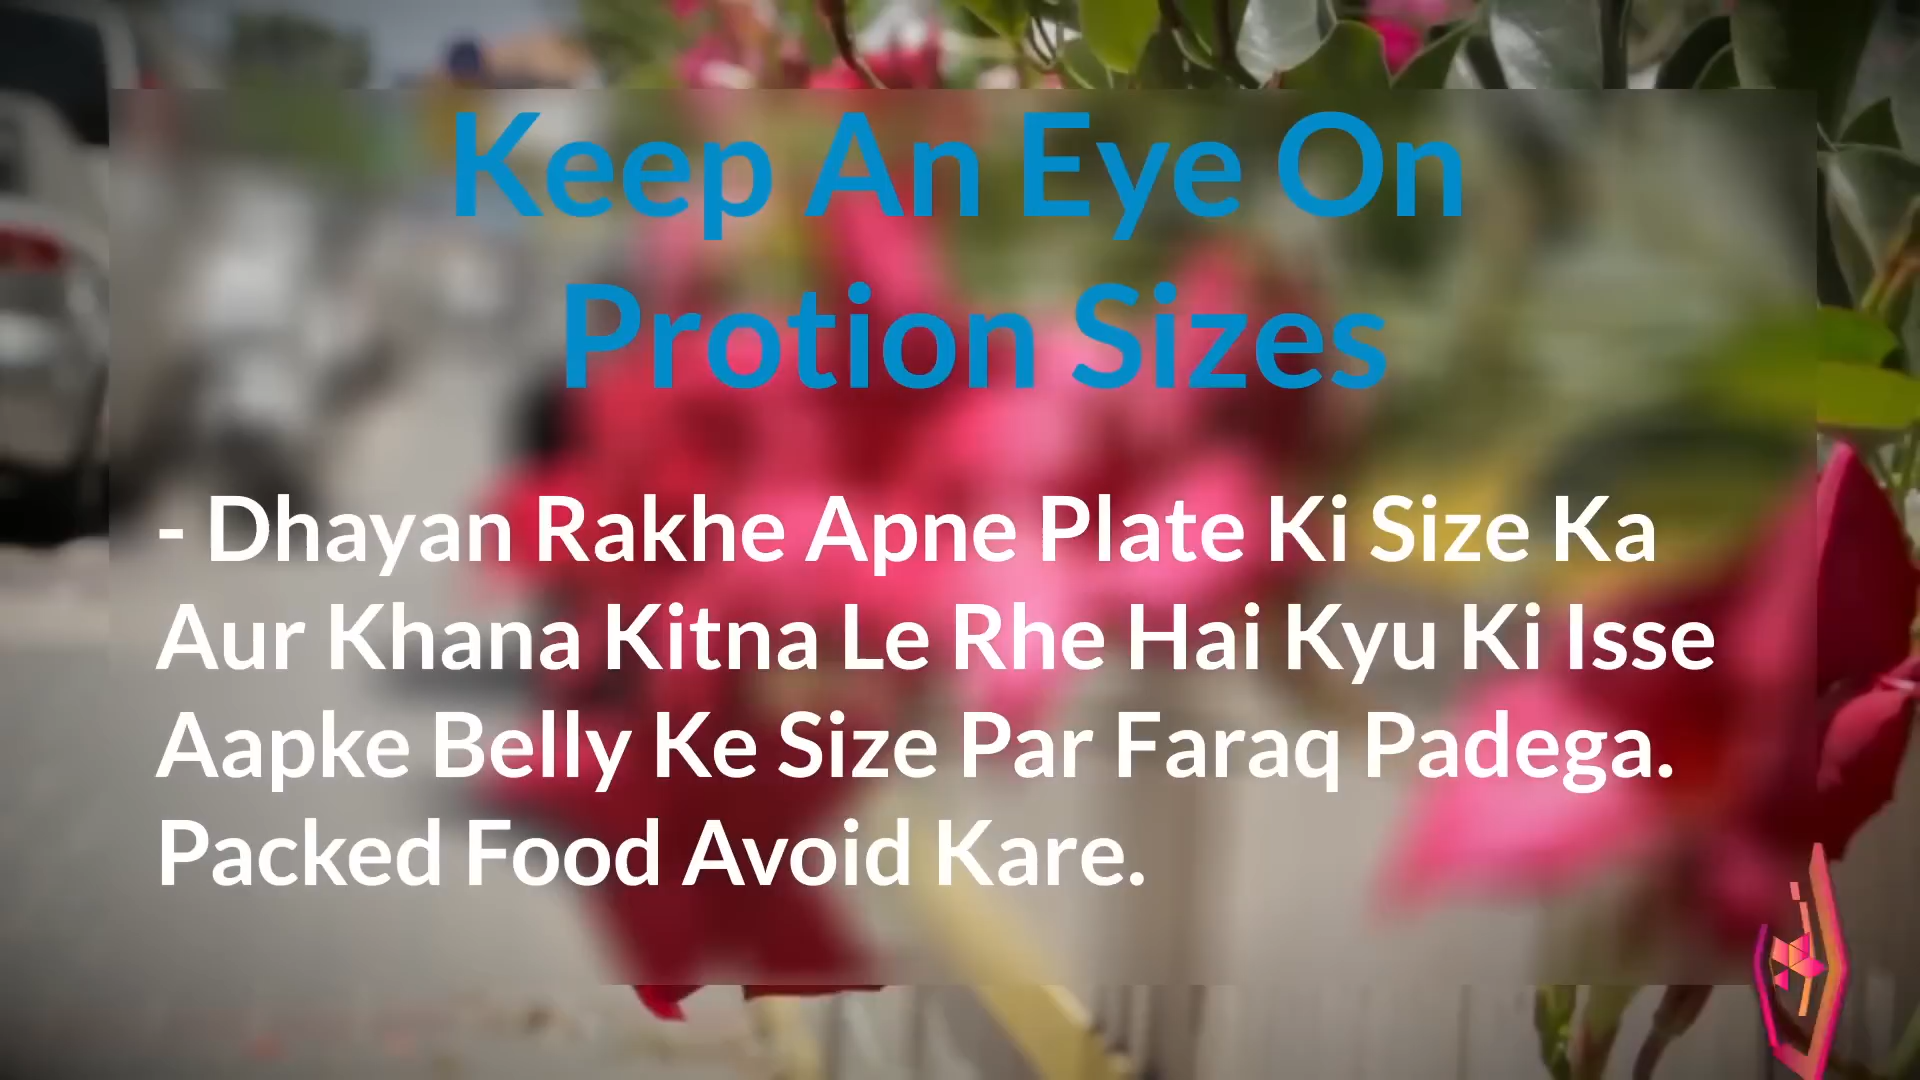 Keep An Eye On
Protion Sizes
- Dhayan Rakhe Apne Plate Ki Size Ka
Aur Khana Kitna Le Rhe Hai Kyu Ki Isse
Aapke Belly Ke Size Par Faraq Padega.
Packed Food Avoid Kare.